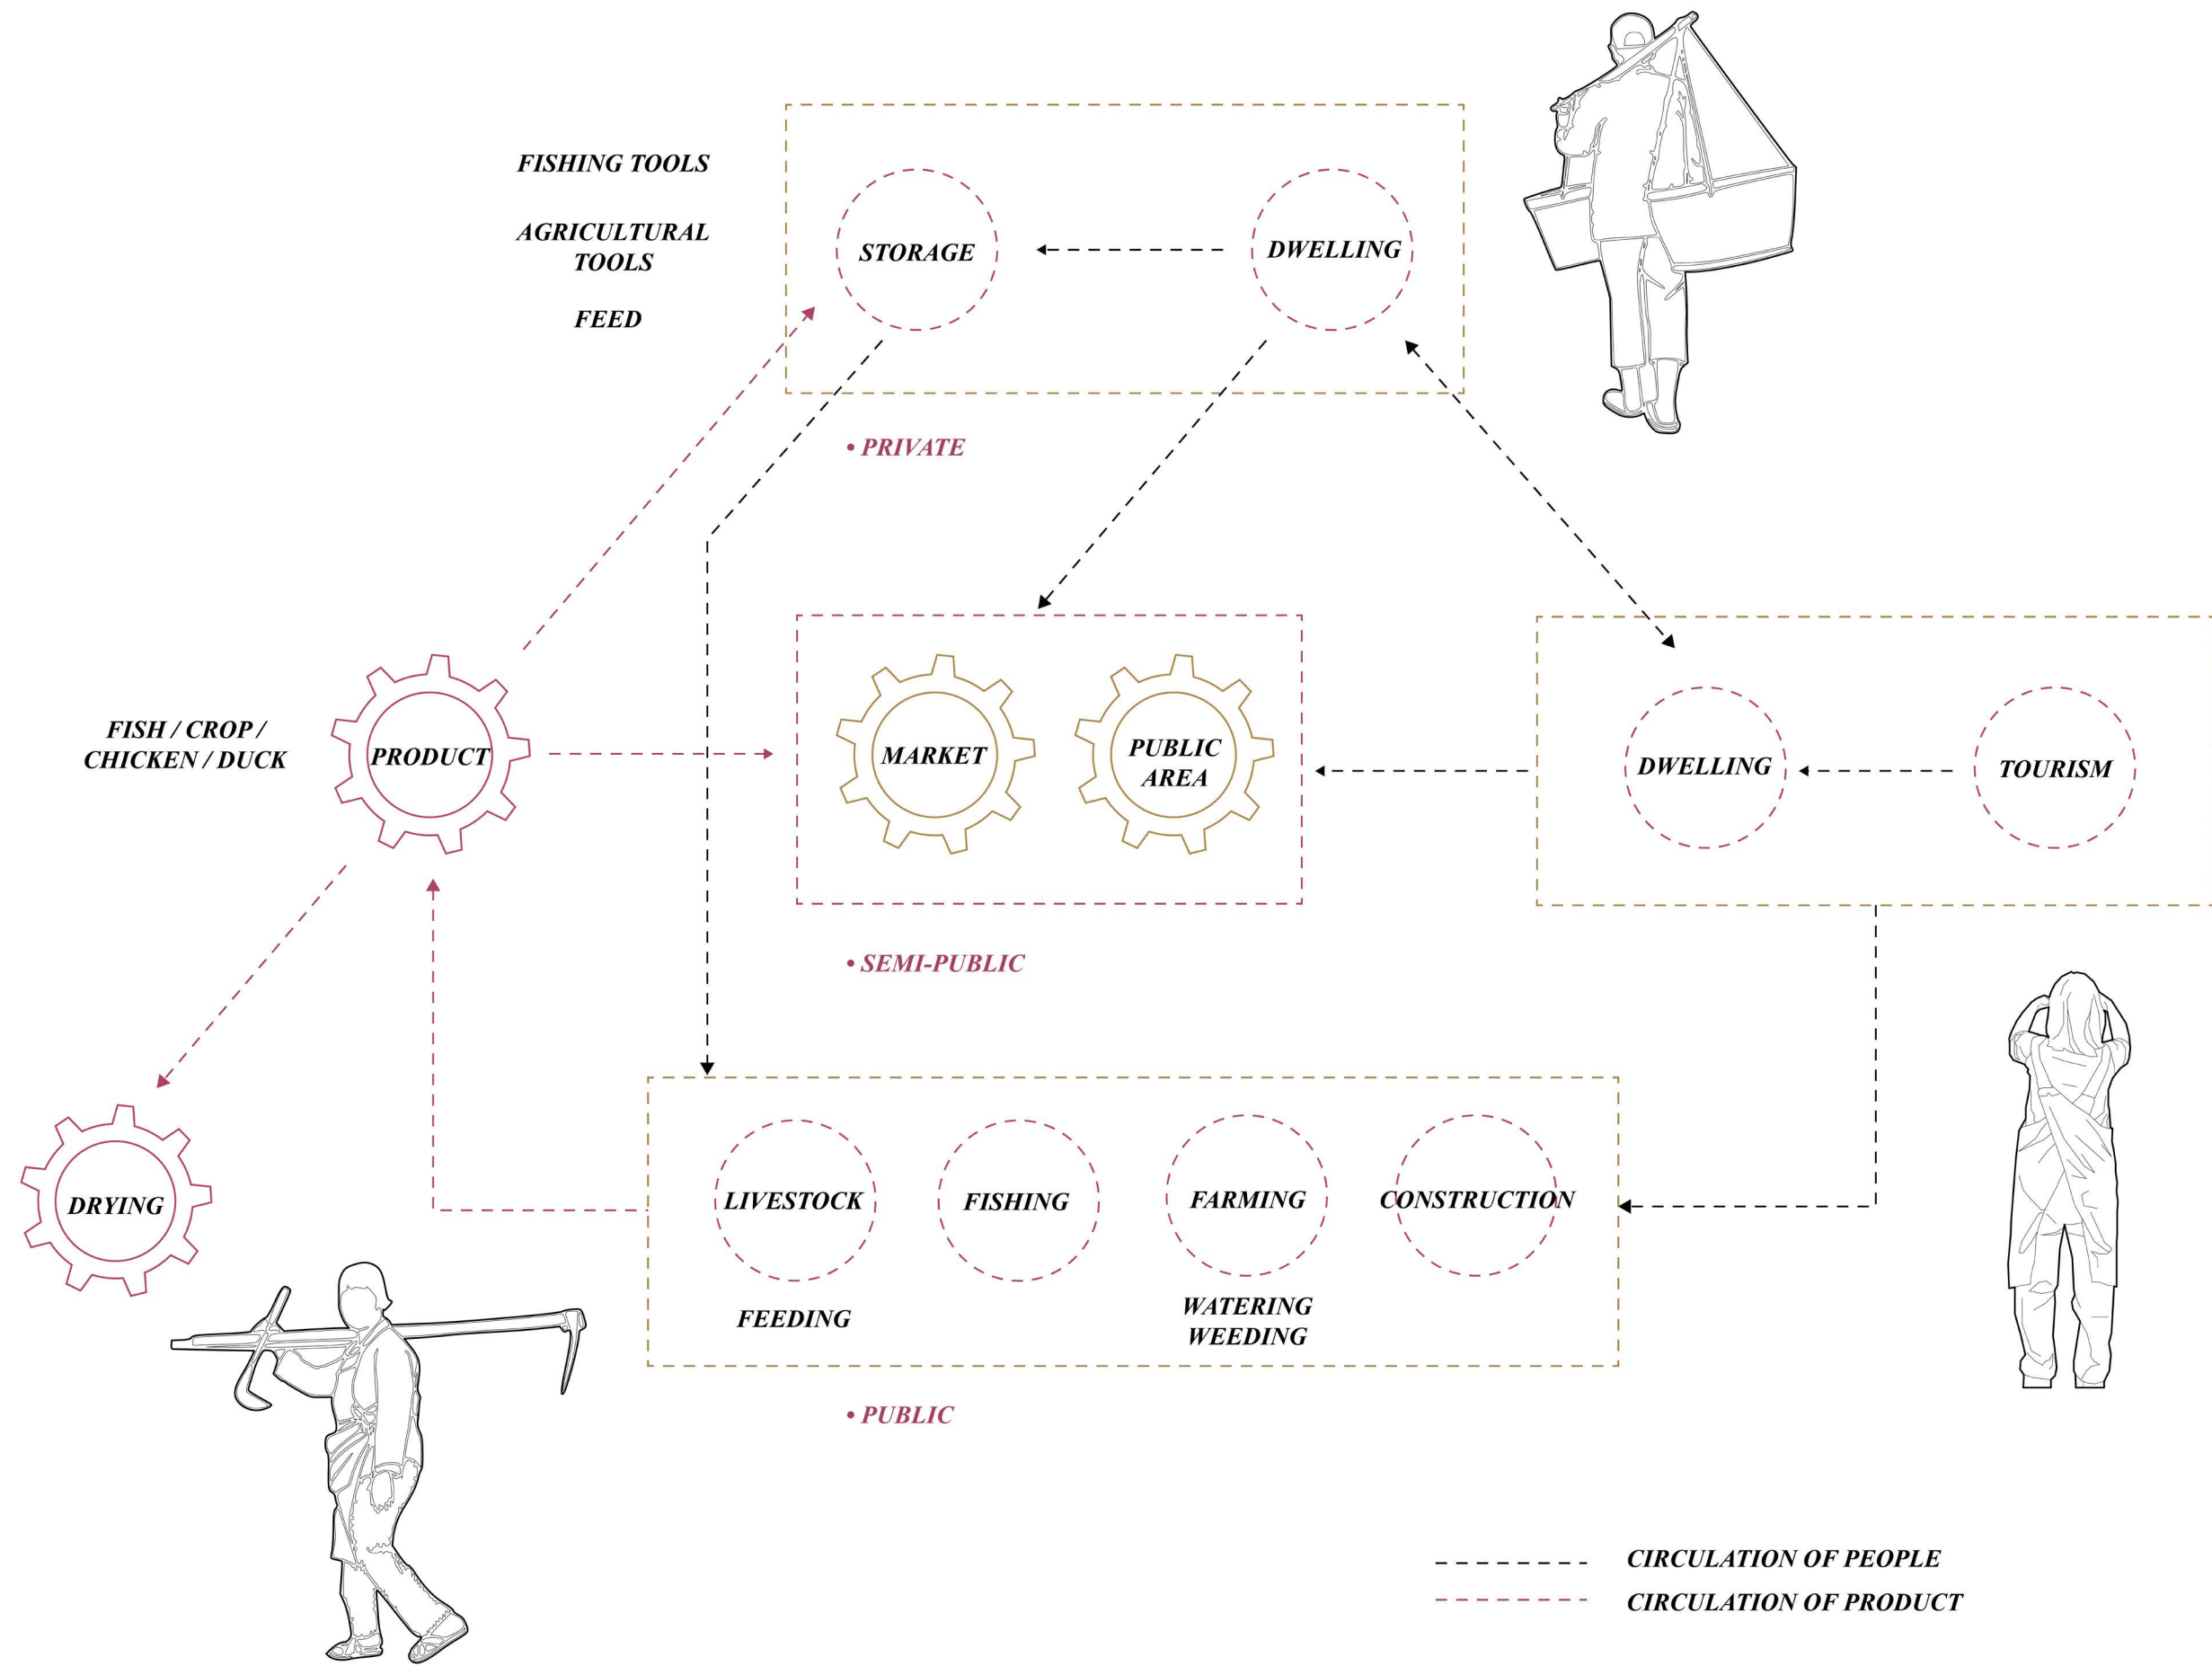 FISHING TOOLS
AGRICULTURAL
TOOLS
FEED
STORAGE
DWELLING
• PRIVATE
FISH / CROP /
CHICKEN / DUCK
PRODUCT
MARKET
PUBLIC
AREA
DWELLING
TOURISM
• SEMI-PUBLIC
DRYING
LIVESTOCK
FISHING
FARMING
CONSTRUCTION
FEEDING
WATERING
WEEDING
• PUBLIC
CIRCULATION OF PEOPLE
CIRCULATION OF PRODUCT